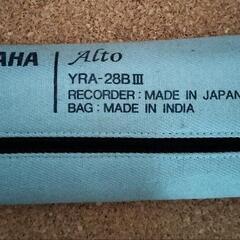 AHA Alto
YRA-28BIII
RECORDER : MADE IN JAPAN
BAG : MADE IN INDIA